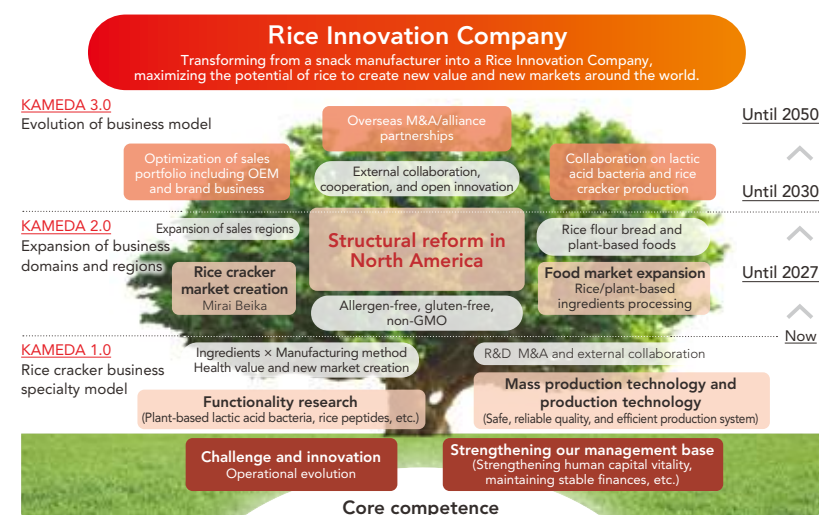 Rice Innovation Company
Transforming from a snack manufacturer into a Rice Innovation Company,
maximizing the potential of rice to create new value and new markets around the world.
KAMEDA 3.0
Evolution of business model
Overseas M&A/alliance
partnerships
Until 2050
Optimization of sales
portfolio including OEM
and brand business
External collaboration,
cooperation, and open innovation
Collaboration on lactic
acid bacteria and rice
cracker production
Until 2030
KAMEDA 2.0
Expansion of business
domains and regions
Expansion of sales regions
Structural reform in
North America
Rice flour bread and
plant-based foods
Rice cracker
market creation
Mirai Beika
Food market expansion
Rice/plant-based
ingredients processing
Until 2027
Allergen-free, gluten-free,
non-GMO
Now
KAMEDA 1.0
Rice cracker business
specialty model
Ingredients × Manufacturing method
Health value and new market creation
R&D M&A and external collaboration
Functionality research
(Plant-based lactic acid bacteria, rice peptides, etc.)
Mass production technology and
production technology
(Safe, reliable quality, and efficient production system)
Challenge and innovation
Operational evolution
Strengthening our management base
(Strengthening human capital vitality,
maintaining stable finances, etc.)
Core competence